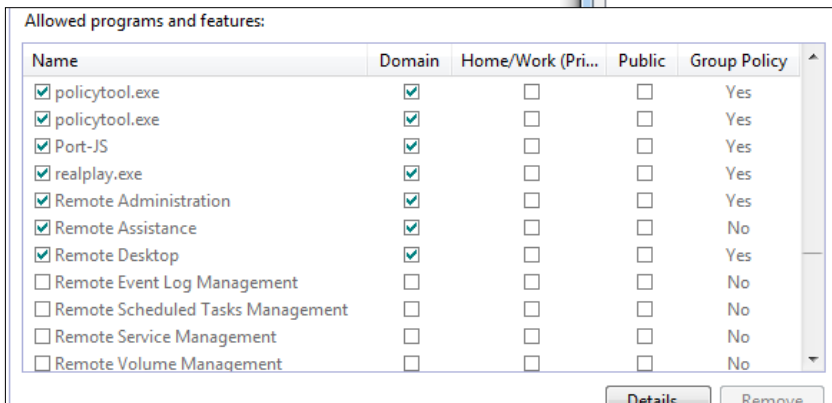 Allowed programs and features:
Name Domain Home/Work (Pri... Public Group Policy
policytool.exe Yes
policytool.exe Yes
Port-JS Yes
realplay.exe Yes
Remote Administration Yes
Remote Assistance No
Remote Desktop Yes
Remote Event Log Management No
Remote Scheduled Tasks Management No
Remote Service Management No
Remote Volume Management No
Details... Remove